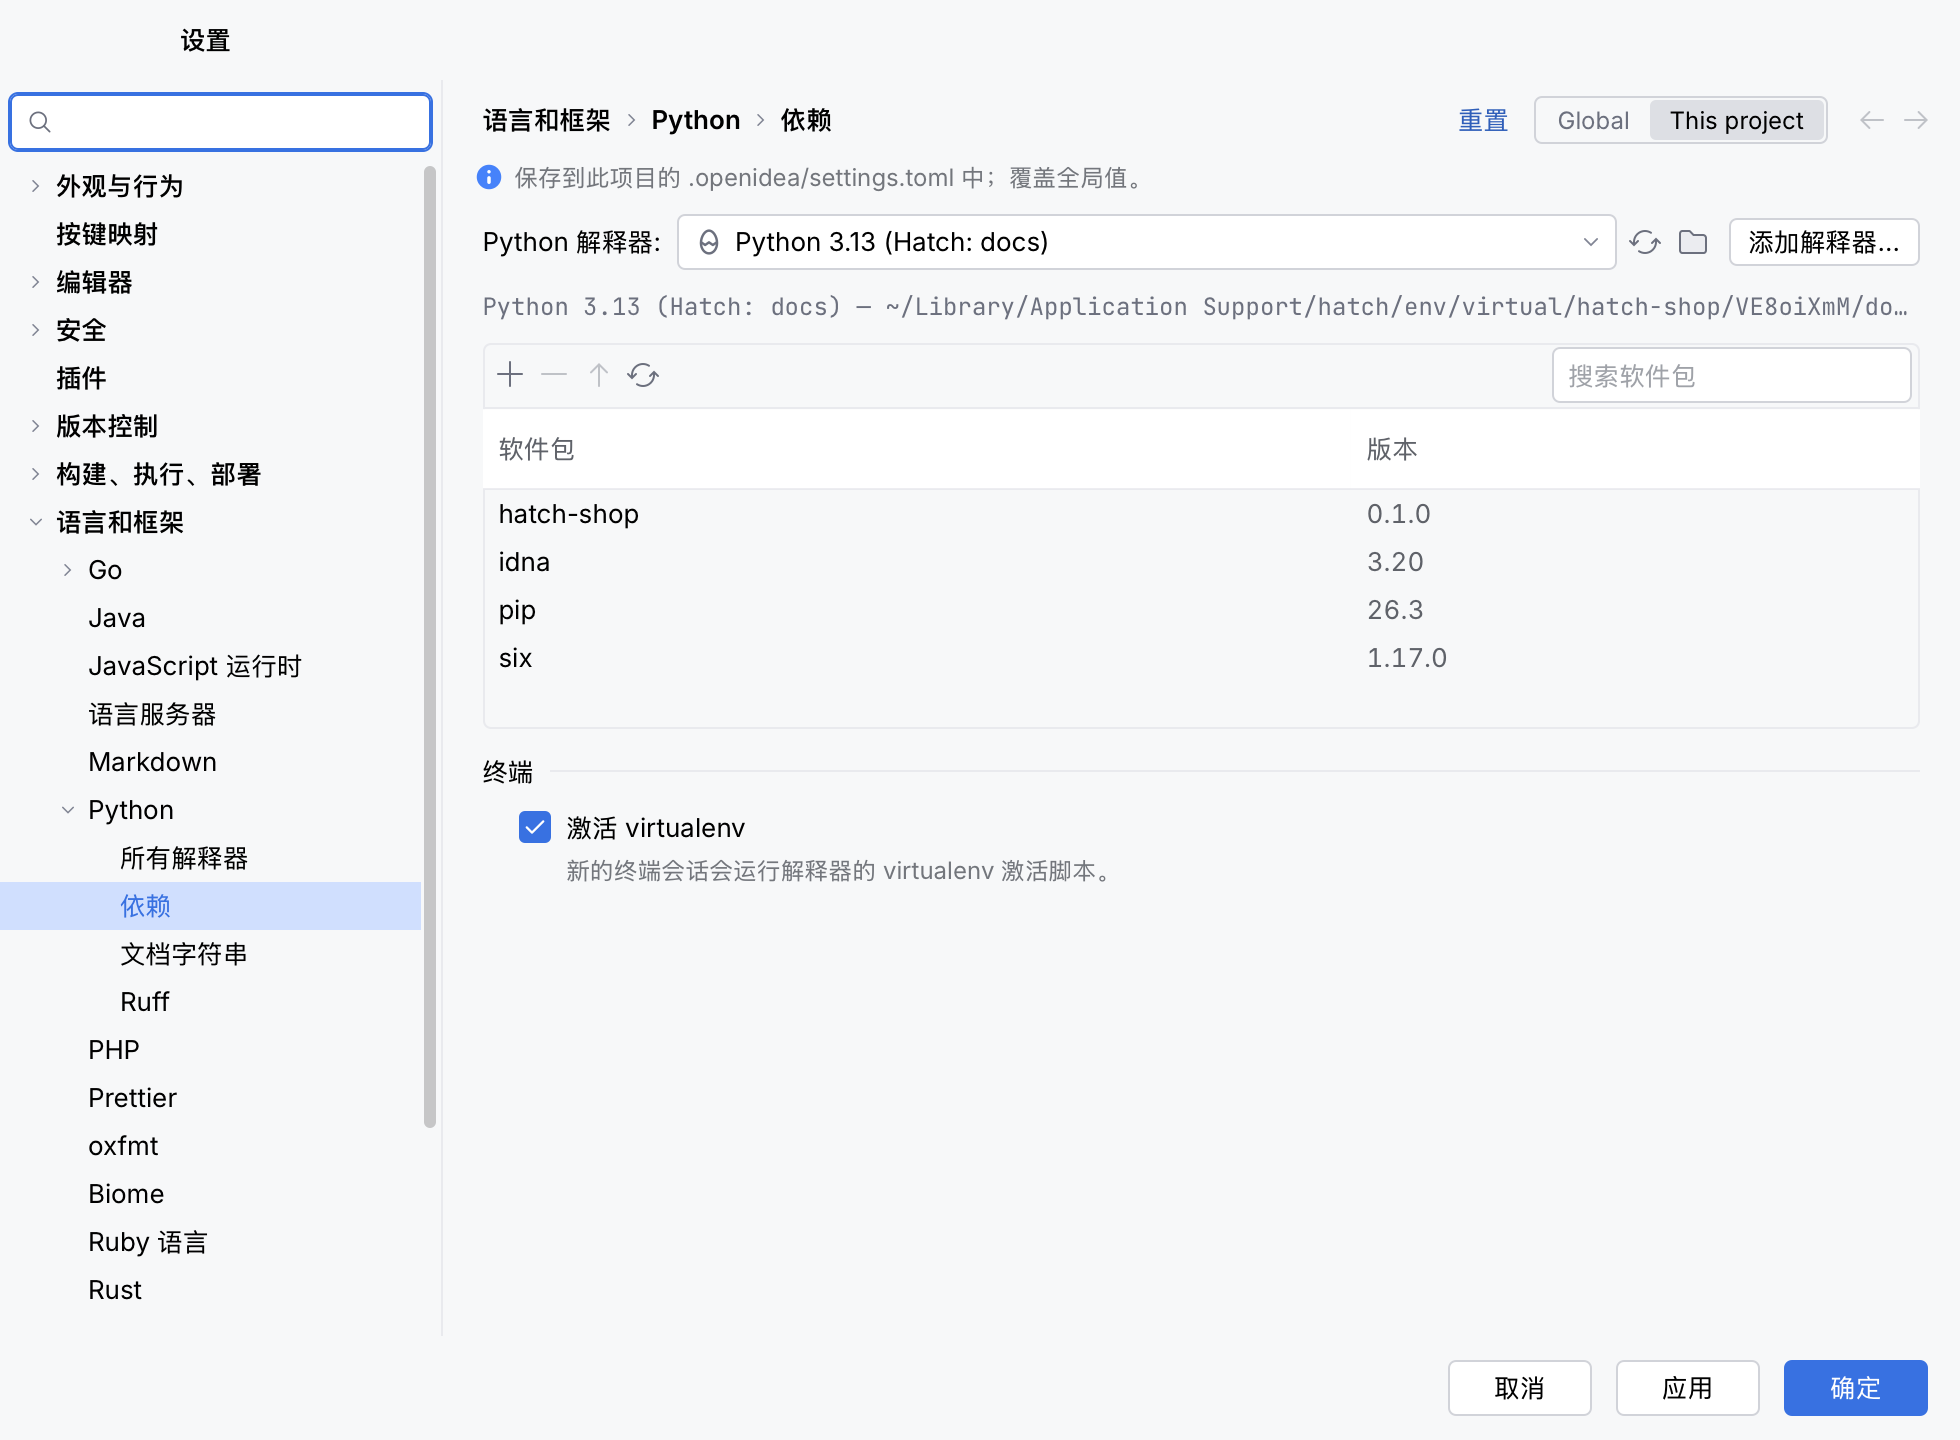 设置
外观与行为
按键映射
编辑器
安全
插件
版本控制
构建、执行、部署
语言和框架
Go
Java
JavaScript 运行时
语言服务器
Markdown
Python
所有解释器
依赖
文档字符串
Ruff
PHP
Prettier
oxfmt
Biome
Ruby 语言
Rust
语言和框架 › Python › 依赖
重置 Global This project
保存到此项目的 .openidea/settings.toml 中；覆盖全局值。
Python 解释器: Python 3.13 (Hatch: docs) 添加解释器...
Python 3.13 (Hatch: docs) — ~/Library/Application Support/hatch/env/virtual/hatch-shop/VE8oiXmM/do…
搜索软件包
软件包 版本
hatch-shop 0.1.0
idna 3.20
pip 26.3
six 1.17.0
终端
激活 virtualenv
新的终端会话会运行解释器的 virtualenv 激活脚本。
取消 应用 确定